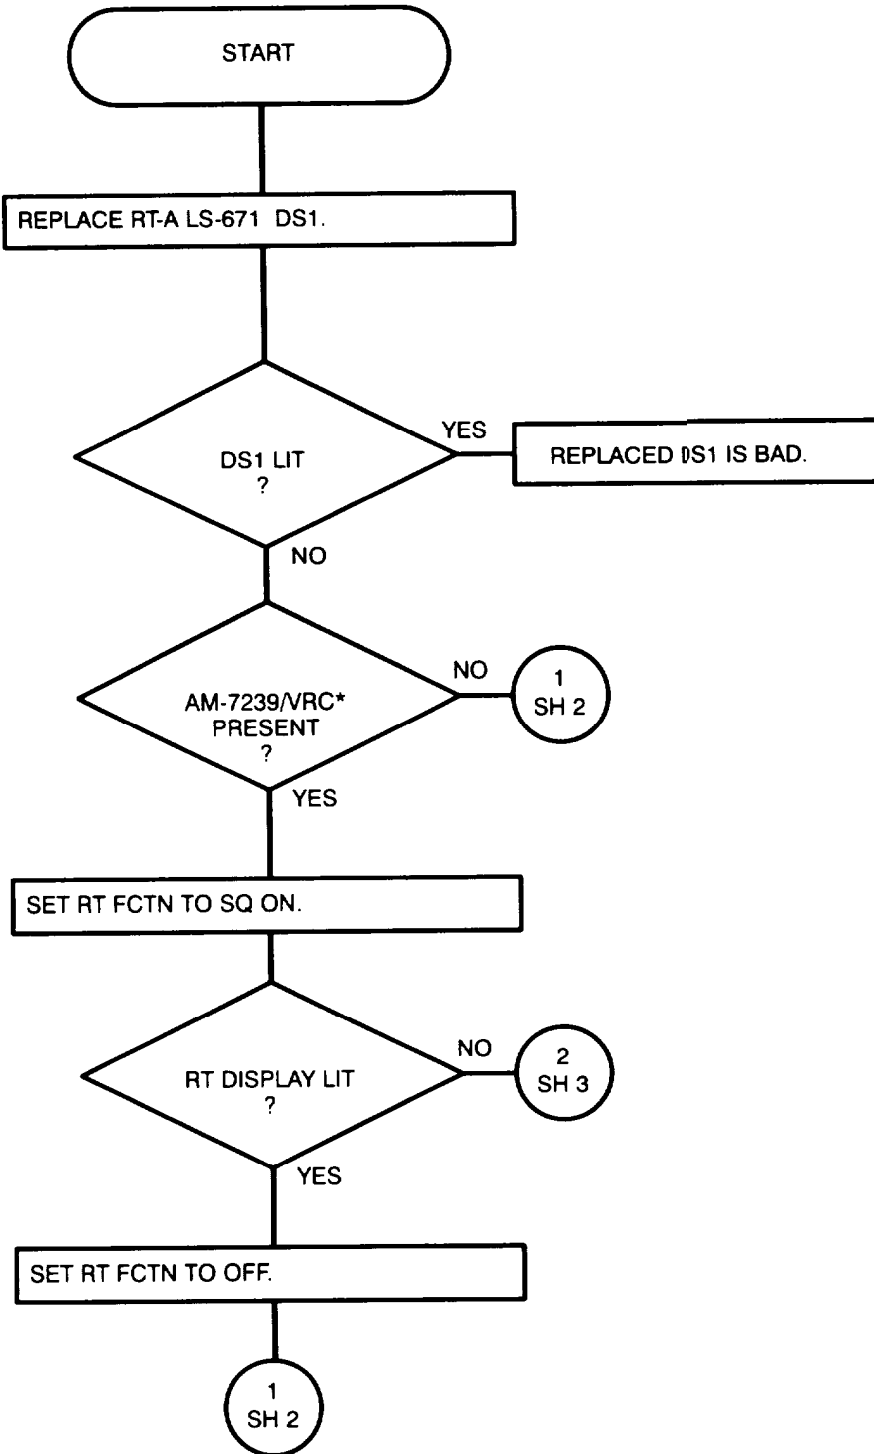 START
REPLACE RT-A LS-671 DS1.
DS1 LIT
?
YES
REPLACED DS1 IS BAD.
NO
AM-7239/VRC*
PRESENT
?
NO
1
SH 2
YES
SET RT FCTN TO SQ ON.
RT DISPLAY LIT
?
NO
2
SH 3
YES
SET RT FCTN TO OFF.
1
SH 2